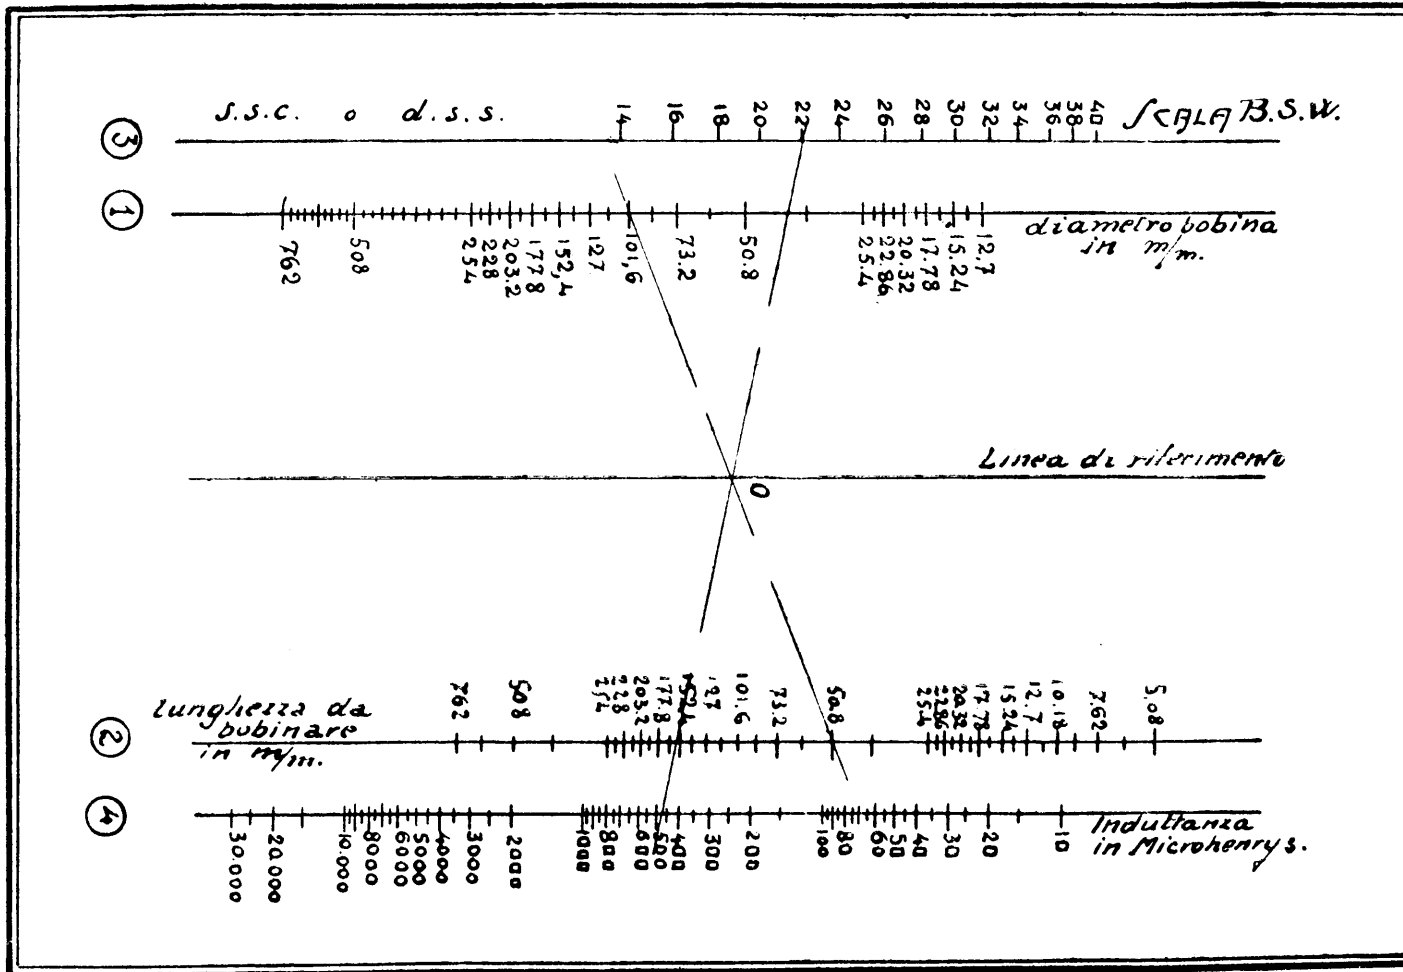 s.s.c. o d.s.s.
14 16 18 20 22 24 26 28 30 32 34 36 38 40
SCALA B.S.W.
3
1
762 508 254 228 203.2 177.8 152,4 127 101,6 73.2 50.8 25.4 22.86 20.32 17.78 15.24 12.7
diametro bobina
in m/m.
Linea di riferimento
O
Lunghezza da
bobinare
in m/m.
2
762 508 254 228 203.2 177.8 152.4 127 101.6 73.2 50.8 25.4 22.86 20.32 17.78 15.24 12.7 10.18 7.62 5.08
4
30.000 20.000 10.000 8000 6000 5000 4000 3000 2000 1000 800 600 500 400 300 200 100 80 60 50 40 30 20 10
Induttanza
in Microhenrys.